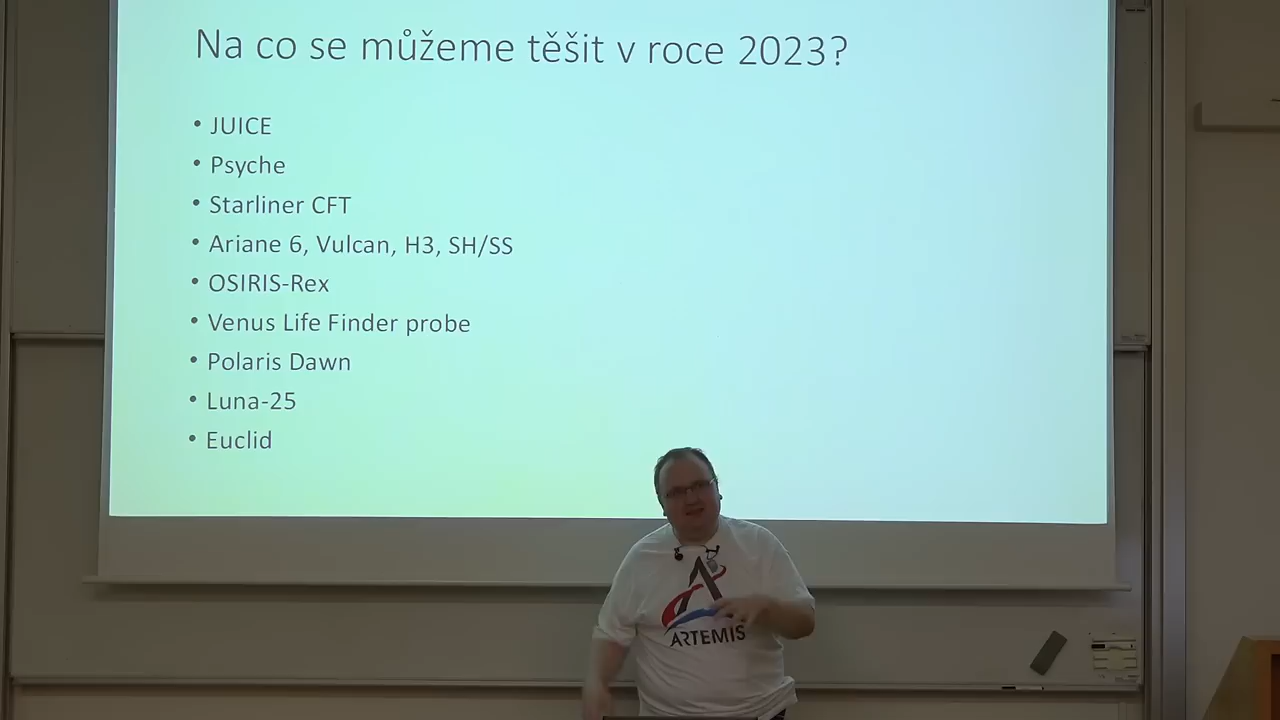 Na co se můžeme těšit v roce 2023?
• JUICE
• Psyche
• Starliner CFT
• Ariane 6, Vulcan, H3, SH/SS
• OSIRIS-Rex
• Venus Life Finder probe
• Polaris Dawn
• Luna-25
• Euclid
ARTEMIS